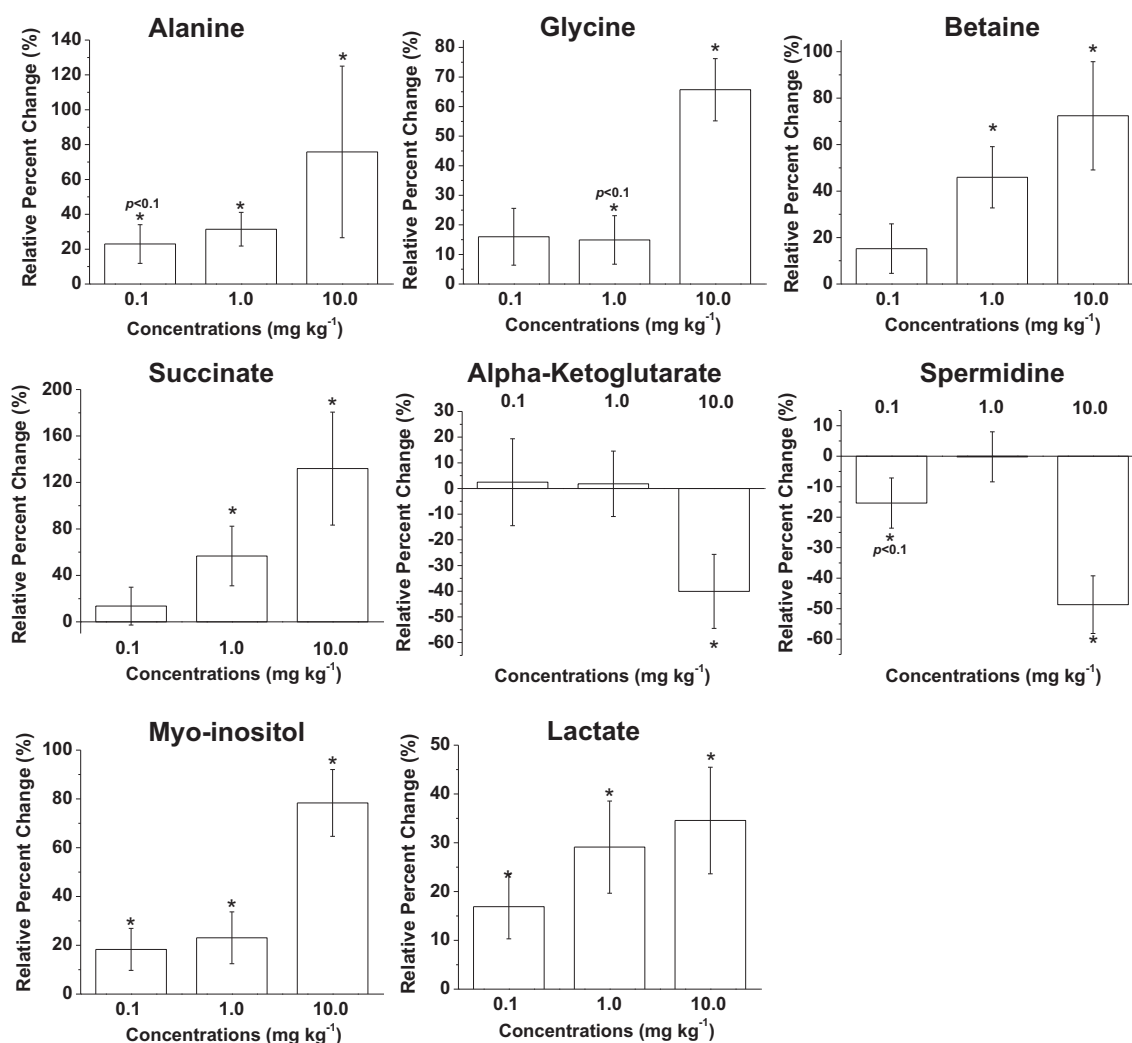 Alanine
Relative Percent Change (%)
140
120
100
80
60
40
20
0
p<0.1
*
*
*
0.1 1.0 10.0
Concentrations (mg kg-1)
Glycine
Relative Percent Change (%)
80
70
60
50
40
30
20
10
0
p<0.1
*
*
0.1 1.0 10.0
Concentrations (mg kg-1)
Betaine
Relative Percent Change (%)
100
80
60
40
20
0
*
*
0.1 1.0 10.0
Concentrations (mg kg-1)
Succinate
Relative Percent Change (%)
200
160
120
80
40
0
*
*
0.1 1.0 10.0
Concentrations (mg kg-1)
Alpha-Ketoglutarate
Relative Percent Change (%)
0.1 1.0 10.0
30
20
10
0
-10
-20
-30
-40
-50
-60
*
Concentrations (mg kg-1)
Spermidine
Relative Percent Change (%)
0.1 1.0 10.0
10
0
-10
-20
-30
-40
-50
-60
*
p<0.1
*
Concentrations (mg kg-1)
Myo-inositol
Relative Percent Change (%)
100
80
60
40
20
0
*
*
*
0.1 1.0 10.0
Concentrations (mg kg-1)
Lactate
Relative Percent Change (%)
50
40
30
20
10
0
*
*
*
0.1 1.0 10.0
Concentrations (mg kg-1)